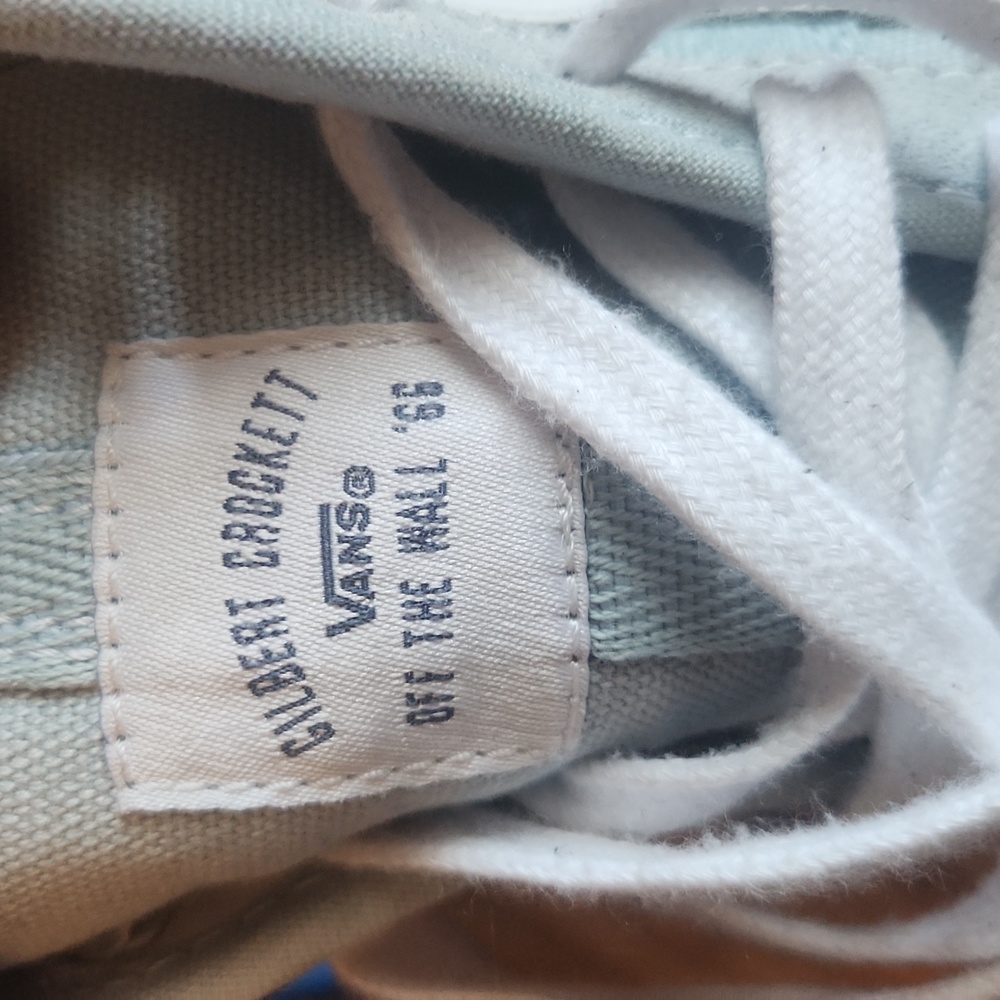 GILBERT CROCKETT
VANS®
OFF THE WALL '66